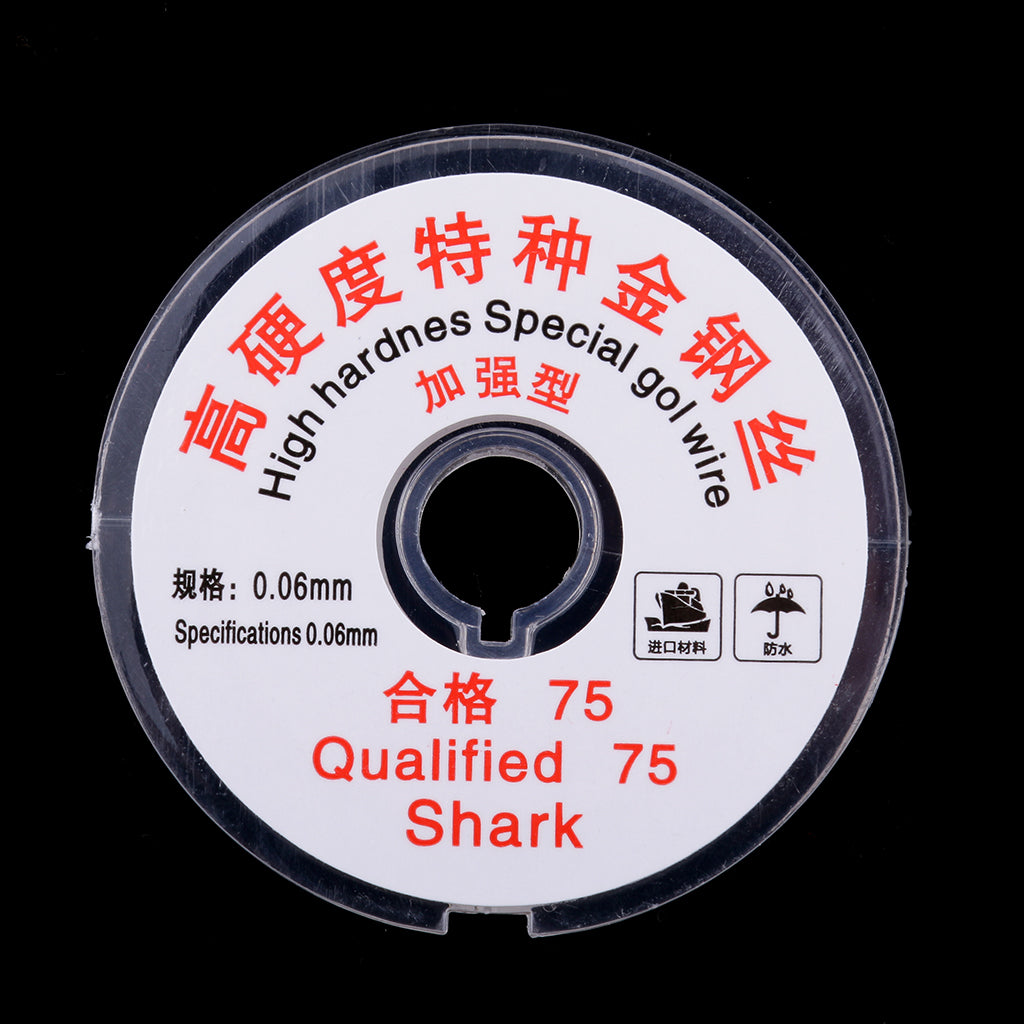 高硬度特种金钢丝
High hardnes Special gol wire
加强型
规格：0.06mm
Specifications 0.06mm
进口材料
防水
合格 75
Qualified 75
Shark